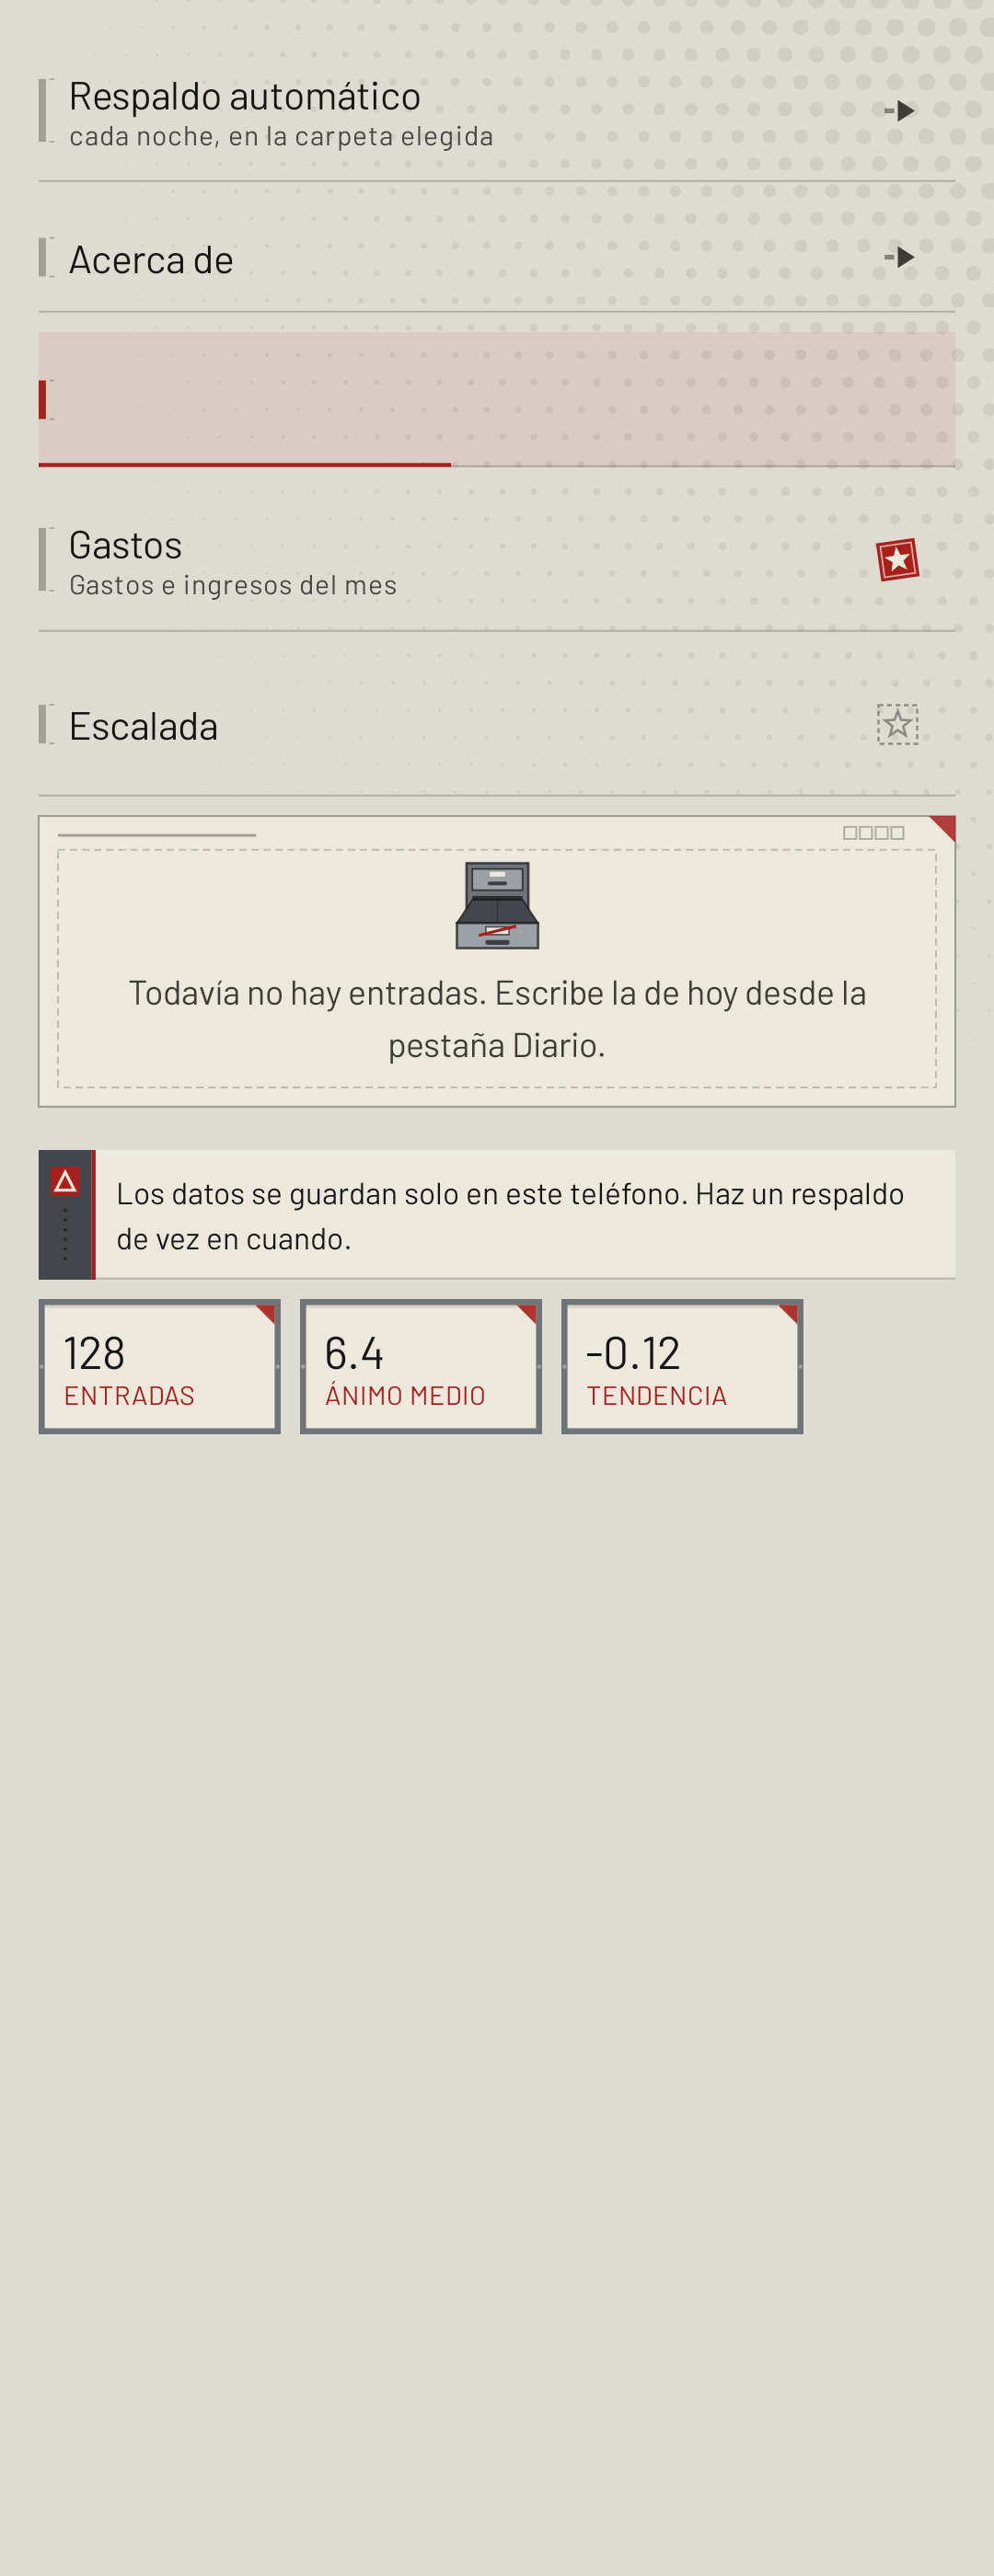 Respaldo automático
cada noche, en la carpeta elegida
Acerca de
Gastos
Gastos e ingresos del mes
Escalada
Todavía no hay entradas. Escribe la de hoy desde la
pestaña Diario.
Los datos se guardan solo en este teléfono. Haz un respaldo
de vez en cuando.
128
ENTRADAS
6.4
ÁNIMO MEDIO
-0.12
TENDENCIA